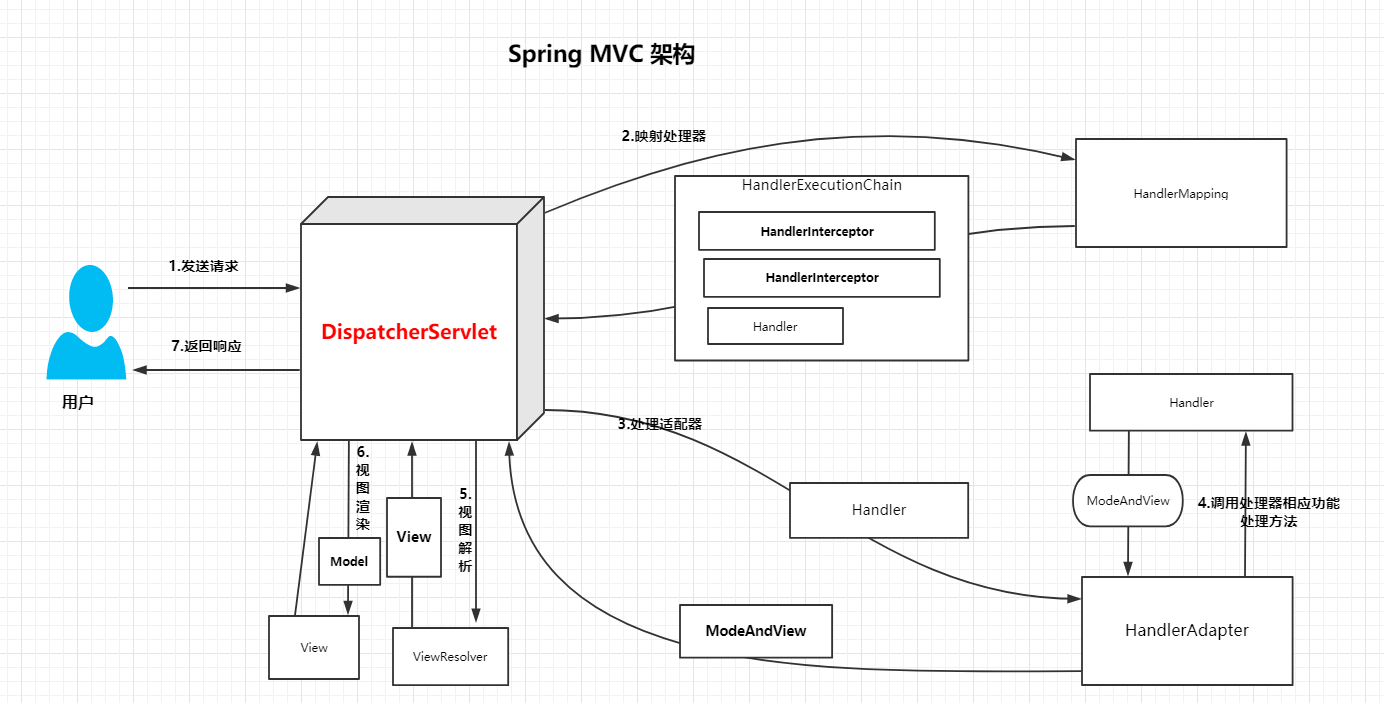 Spring MVC 架构
2.映射处理器
HandlerExecutionChain
HandlerMapping
HandlerInterceptor
1.发送请求
HandlerInterceptor
DispatcherServlet
Handler
7.返回响应
用户
Handler
3.处理适配器
6.
视
图
渲
染
5.
视
图
解
析
ModeAndView
4.调用处理器相应功能
处理方法
Handler
View
Model
ModeAndView
HandlerAdapter
View
ViewResolver